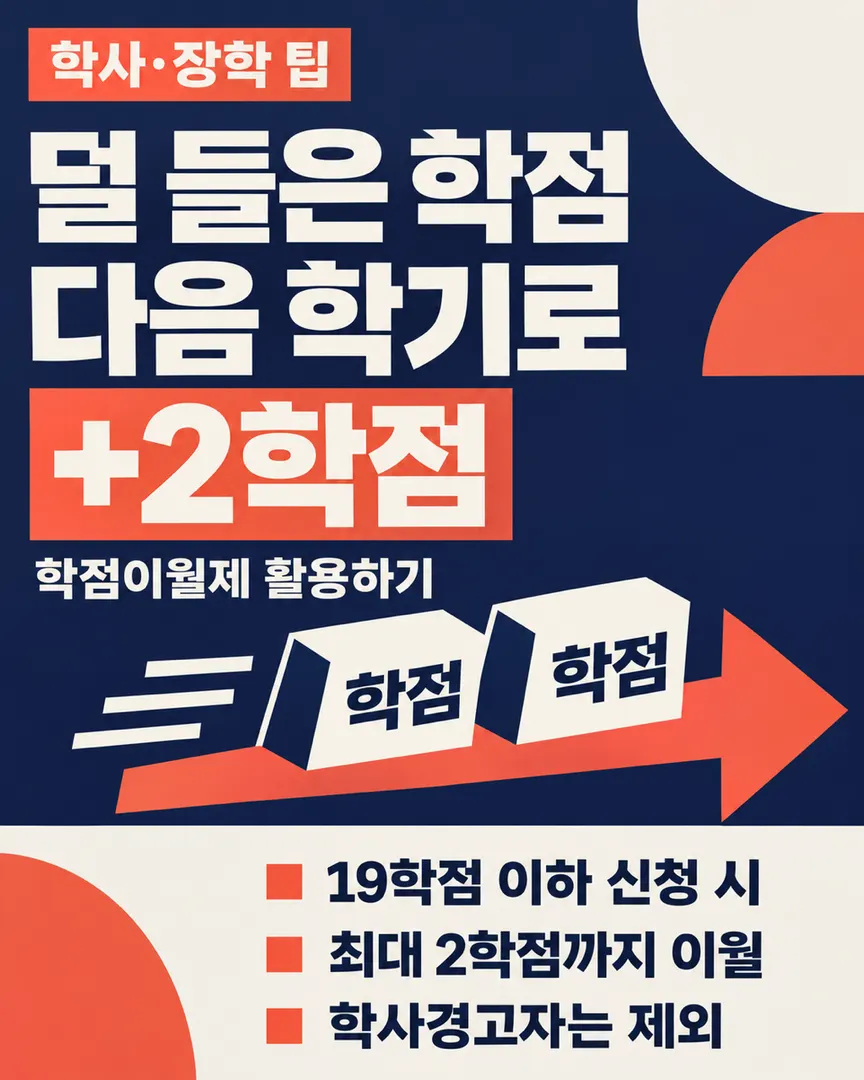 학사·장학 팁
덜 들은 학점
다음 학기로
+2학점
학점이월제 활용하기
학점
학점
19학점 이하 신청 시
최대 2학점까지 이월
학사경고자는 제외